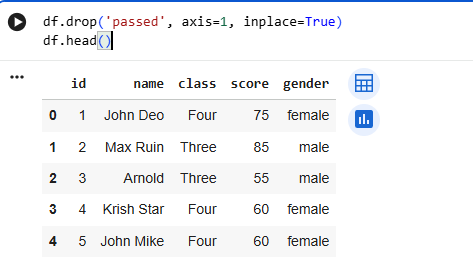 df.drop('passed', axis=1, inplace=True)
df.head()
id name class score gender
0 1 John Deo Four 75 female
1 2 Max Ruin Three 85 male
2 3 Arnold Three 55 male
3 4 Krish Star Four 60 female
4 5 John Mike Four 60 female